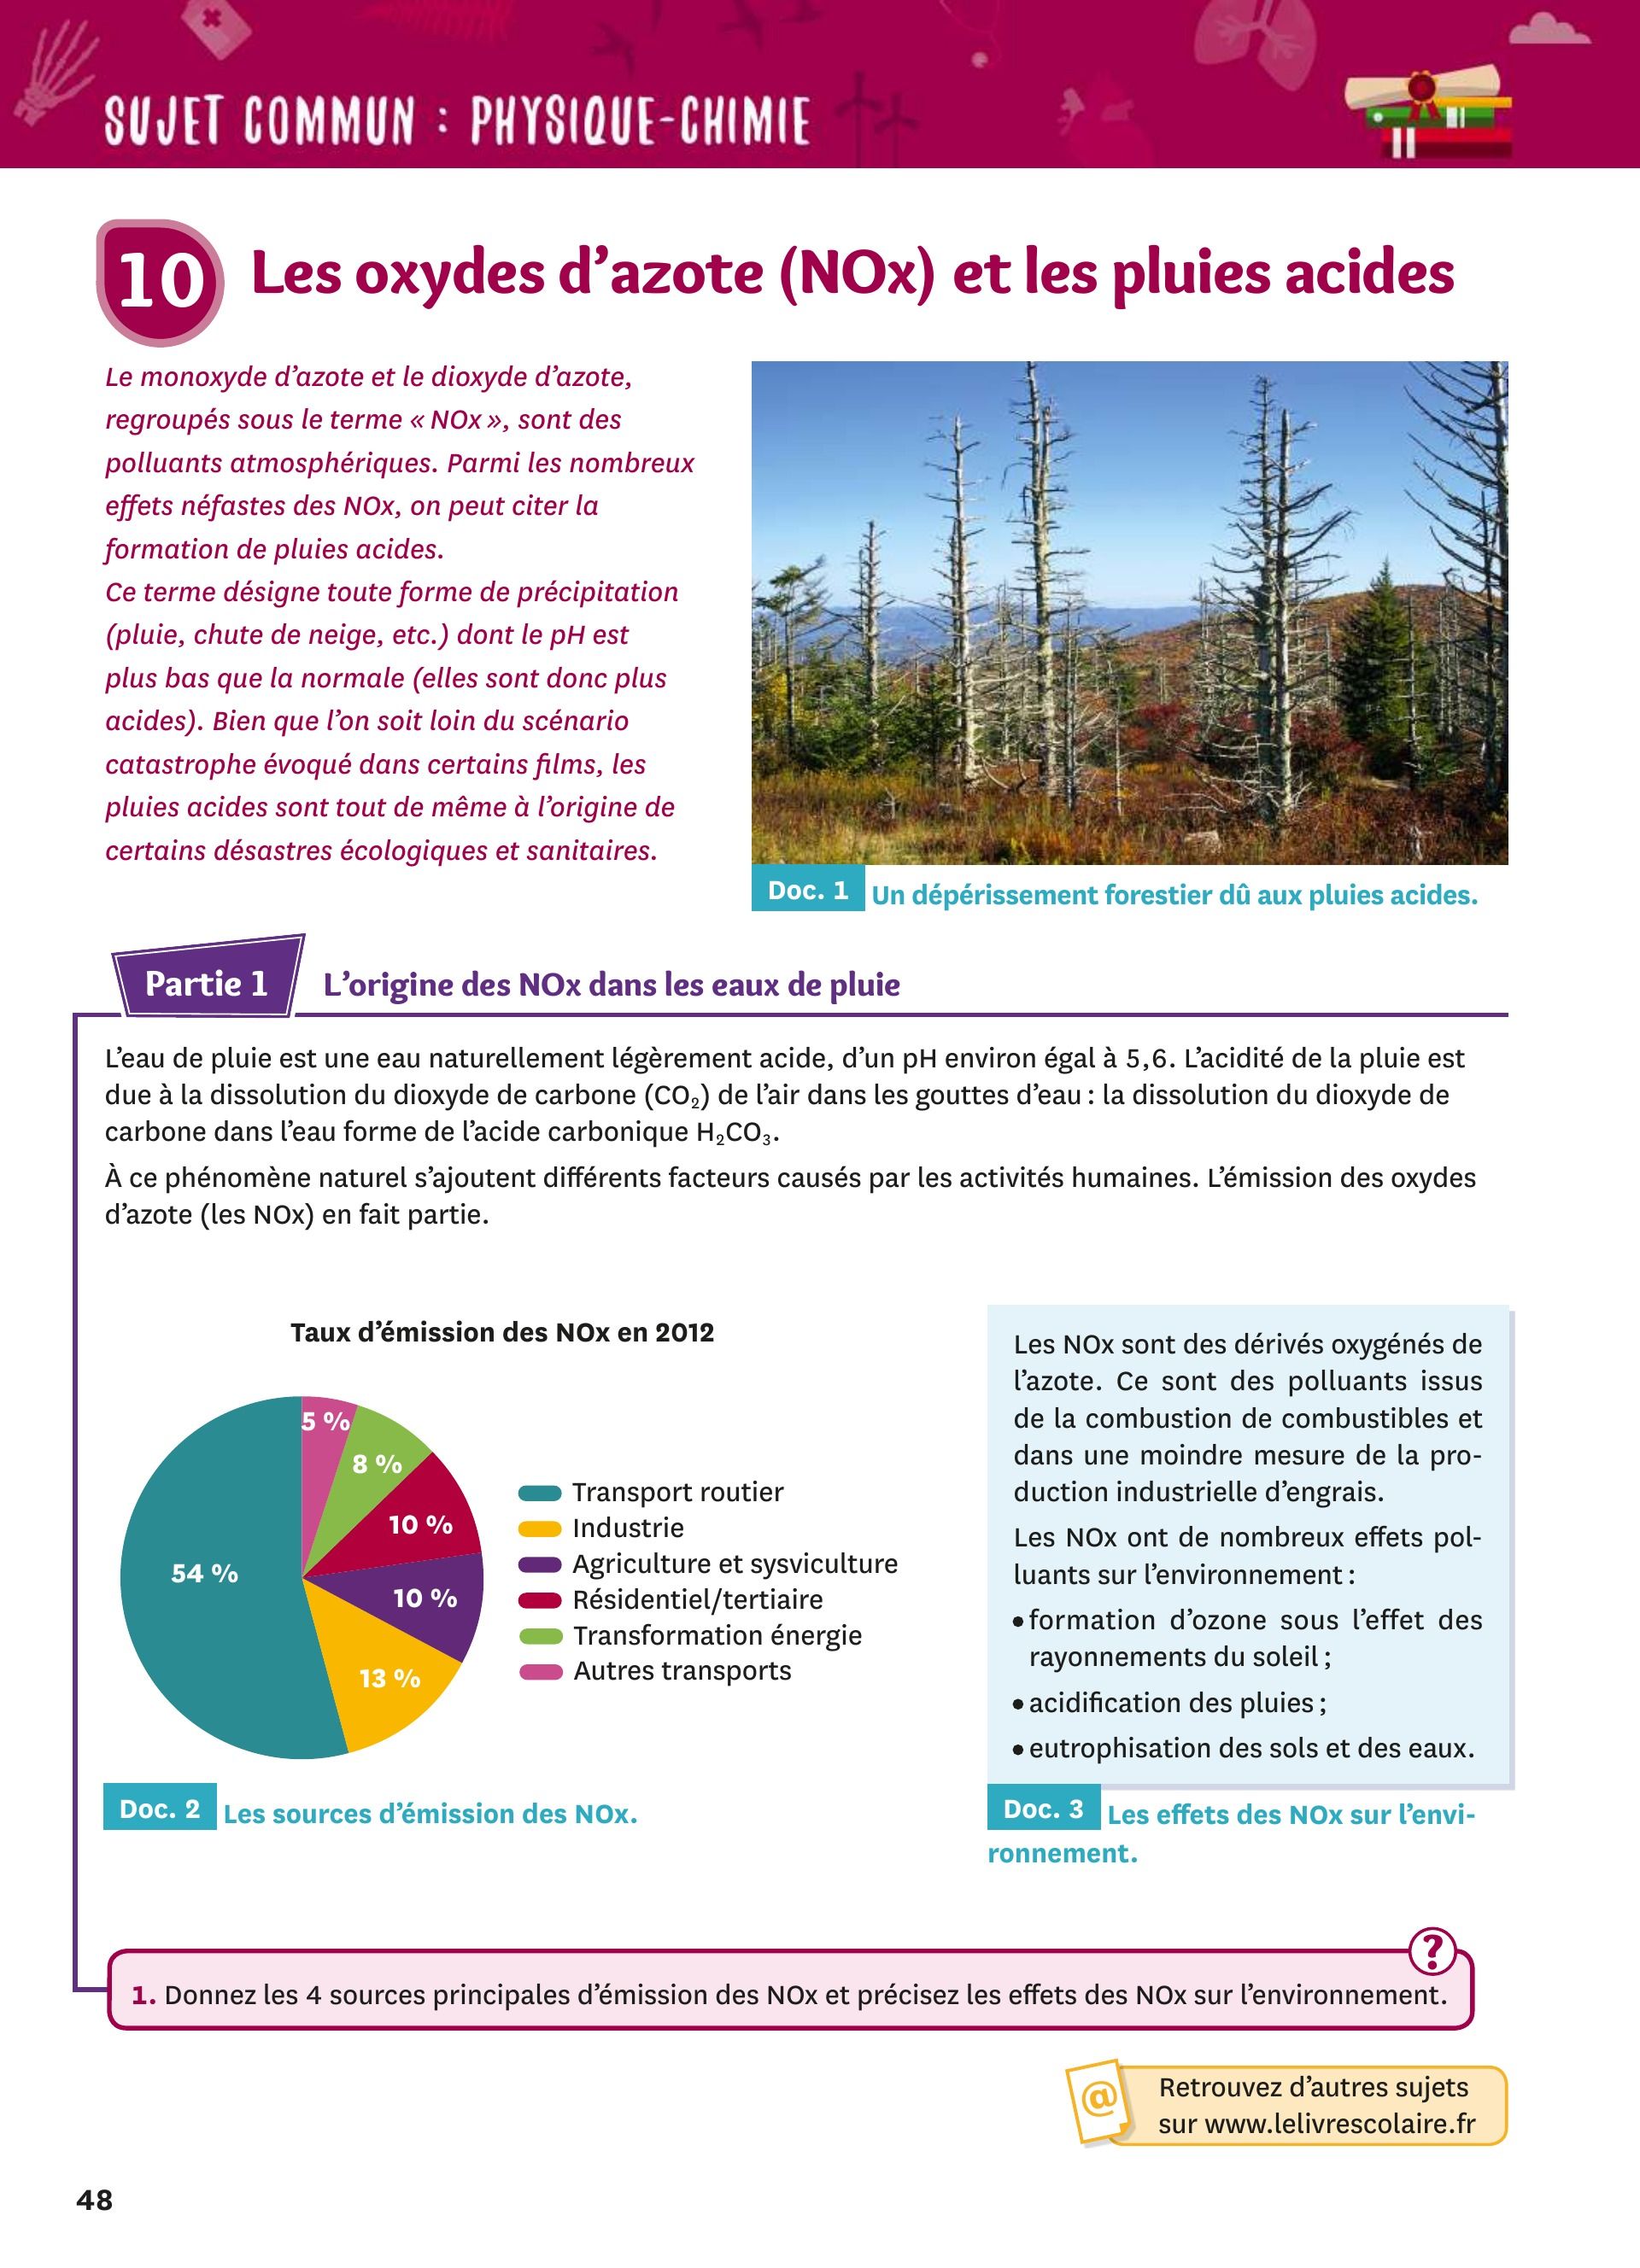 SUJET COMMUN : PHYSIQUE-CHIMIE
10 Les oxydes d’azote (NOx) et les pluies acides
Le monoxyde d’azote et le dioxyde d’azote,
regroupés sous le terme « NOx », sont des
polluants atmosphériques. Parmi les nombreux
effets néfastes des NOx, on peut citer la
formation de pluies acides.
Ce terme désigne toute forme de précipitation
(pluie, chute de neige, etc.) dont le pH est
plus bas que la normale (elles sont donc plus
acides). Bien que l’on soit loin du scénario
catastrophe évoqué dans certains films, les
pluies acides sont tout de même à l’origine de
certains désastres écologiques et sanitaires.
Doc. 1 Un dépérissement forestier dû aux pluies acides.
Partie 1 L’origine des NOx dans les eaux de pluie
L’eau de pluie est une eau naturellement légèrement acide, d’un pH environ égal à 5,6. L’acidité de la pluie est
due à la dissolution du dioxyde de carbone (CO₂) de l’air dans les gouttes d’eau : la dissolution du dioxyde de
carbone dans l’eau forme de l’acide carbonique H₂CO₃.
À ce phénomène naturel s’ajoutent différents facteurs causés par les activités humaines. L’émission des oxydes
d’azote (les NOx) en fait partie.
Taux d’émission des NOx en 2012
5 %
8 %
10 %
10 %
13 %
54 %
Transport routier
Industrie
Agriculture et sysviculture
Résidentiel/tertiaire
Transformation énergie
Autres transports
Doc. 2 Les sources d’émission des NOx.
Les NOx sont des dérivés oxygénés de
l’azote. Ce sont des polluants issus
de la combustion de combustibles et
dans une moindre mesure de la pro-
duction industrielle d’engrais.
Les NOx ont de nombreux effets pol-
luants sur l’environnement :
• formation d’ozone sous l’effet des
rayonnements du soleil ;
• acidification des pluies ;
• eutrophisation des sols et des eaux.
Doc. 3 Les effets des NOx sur l’envi-
ronnement.
?
1. Donnez les 4 sources principales d’émission des NOx et précisez les effets des NOx sur l’environnement.
@
Retrouvez d’autres sujets
sur www.lelivrescolaire.fr
48